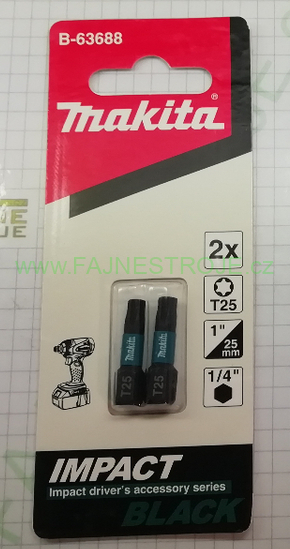 B-63688
makita®
2x
www.FAJNESTROJE.cz
T25
1"
25
mm
1/4"
T25
T25
IMPACT
Impact driver's accessory series
BLACK